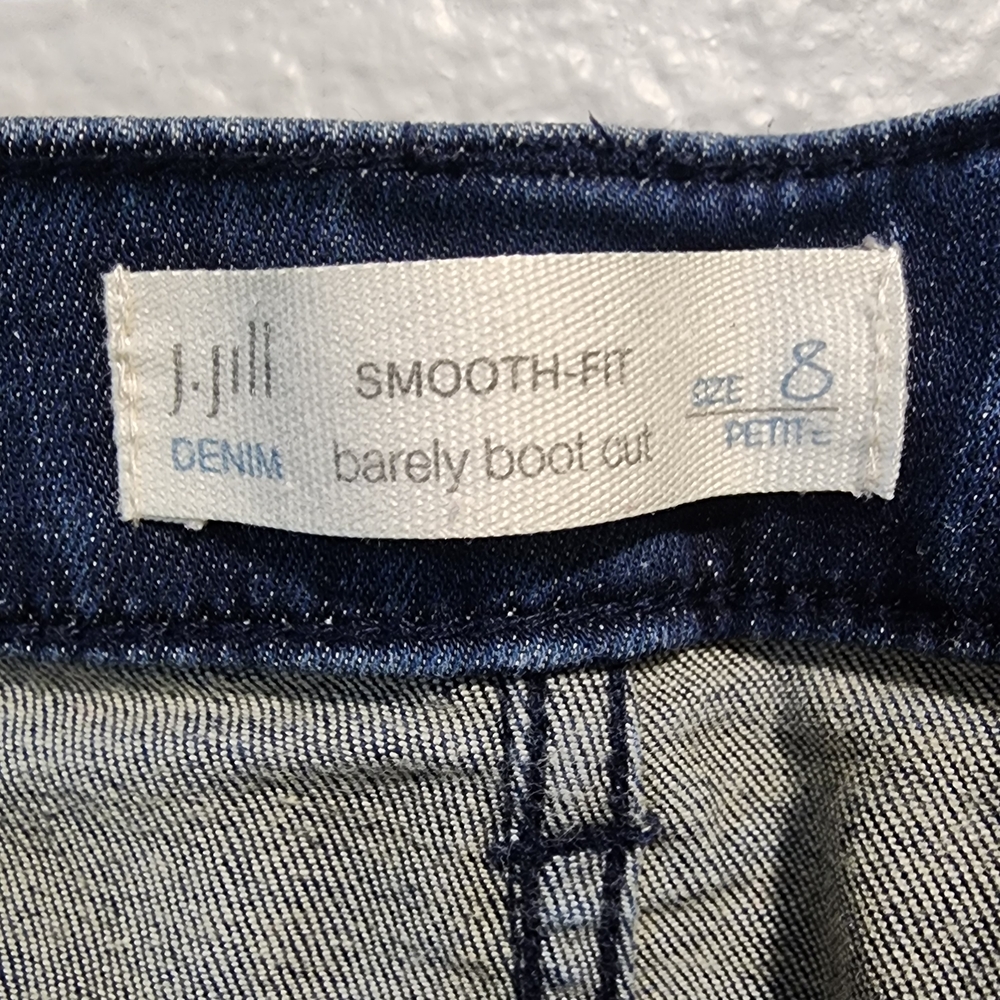 J.Jill SMOOTH-FIT SIZE 8
DENIM barely boot cut PETITE